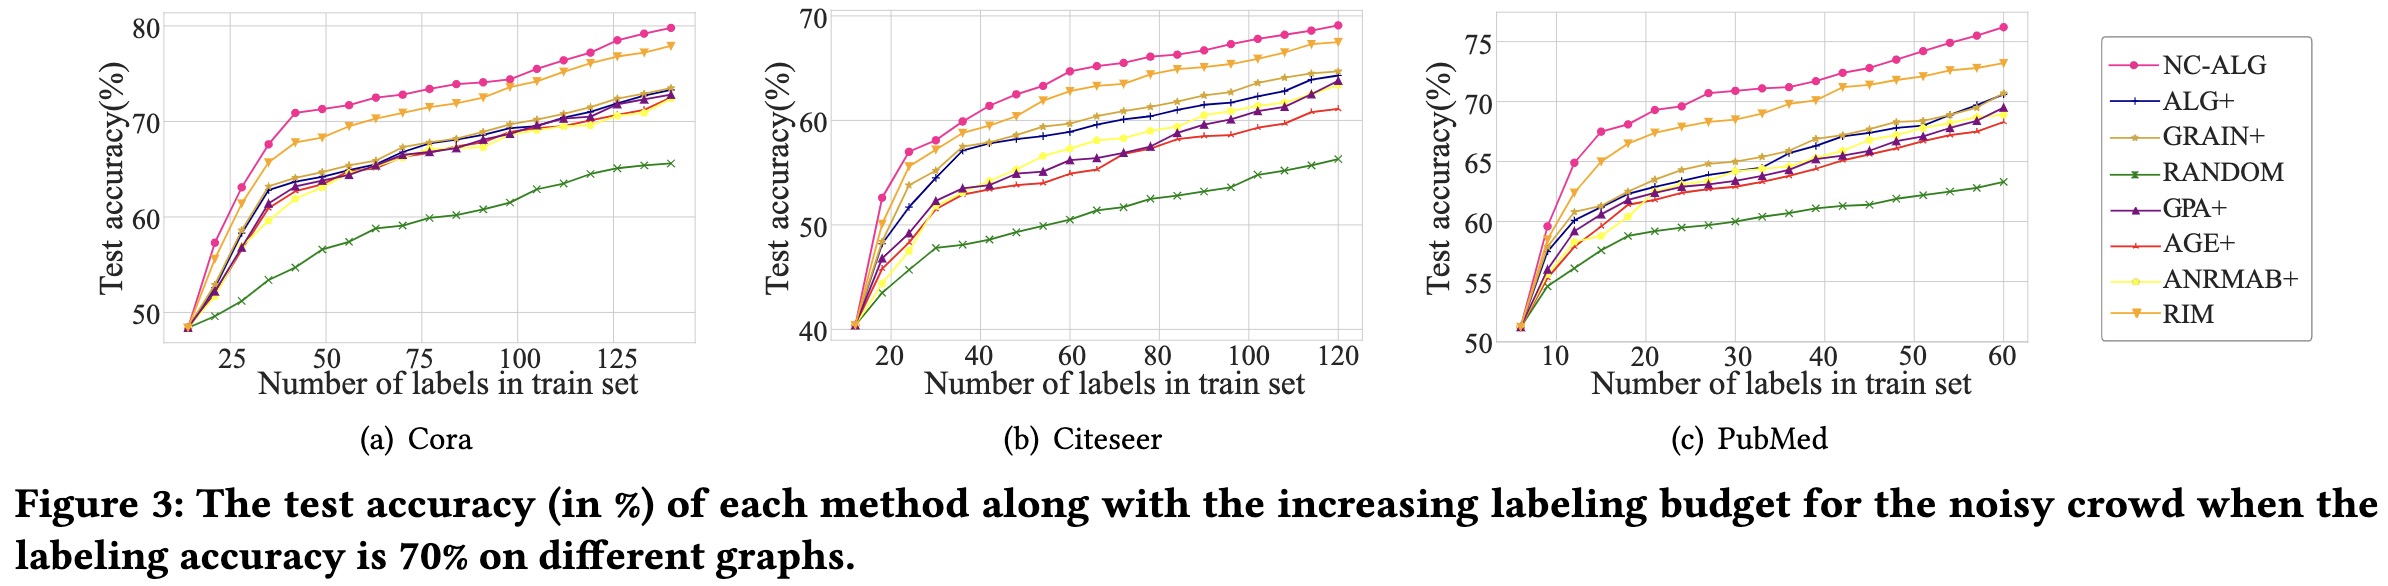 80
70
60
50
Test accuracy(%)
25 50 75 100 125
Number of labels in train set
(a) Cora
70
60
50
40
Test accuracy(%)
20 40 60 80 100 120
Number of labels in train set
(b) Citeseer
75
70
65
60
55
50
Test accuracy(%)
10 20 30 40 50 60
Number of labels in train set
(c) PubMed
NC-ALG
ALG+
GRAIN+
RANDOM
GPA+
AGE+
ANRMAB+
RIM
Figure 3: The test accuracy (in %) of each method along with the increasing labeling budget for the noisy crowd when the
labeling accuracy is 70% on different graphs.